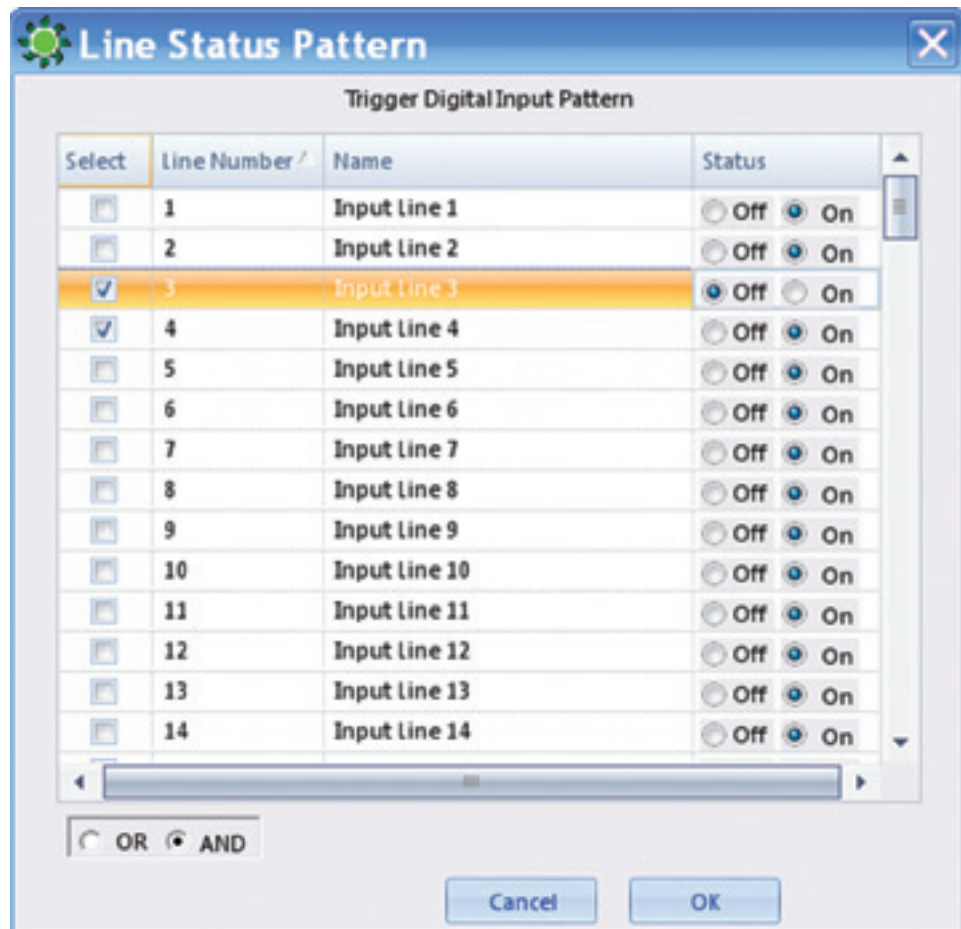 Line Status Pattern
Trigger Digital Input Pattern
Select Line Number Name Status
1 Input Line 1 Off On
2 Input Line 2 Off On
3 Input Line 3 Off On
4 Input Line 4 Off On
5 Input Line 5 Off On
6 Input Line 6 Off On
7 Input Line 7 Off On
8 Input Line 8 Off On
9 Input Line 9 Off On
10 Input Line 10 Off On
11 Input Line 11 Off On
12 Input Line 12 Off On
13 Input Line 13 Off On
14 Input Line 14 Off On
OR AND
Cancel OK